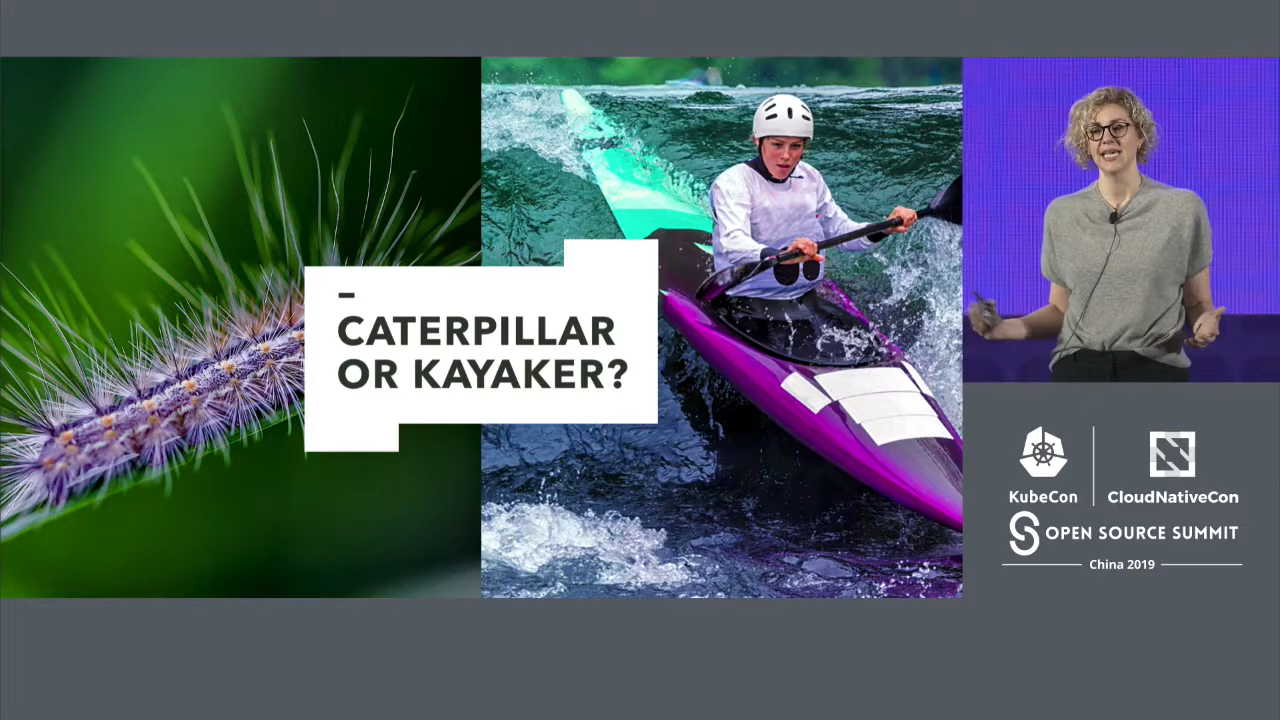 –
CATERPILLAR
OR KAYAKER?
KubeCon
CloudNativeCon
OPEN SOURCE SUMMIT
China 2019